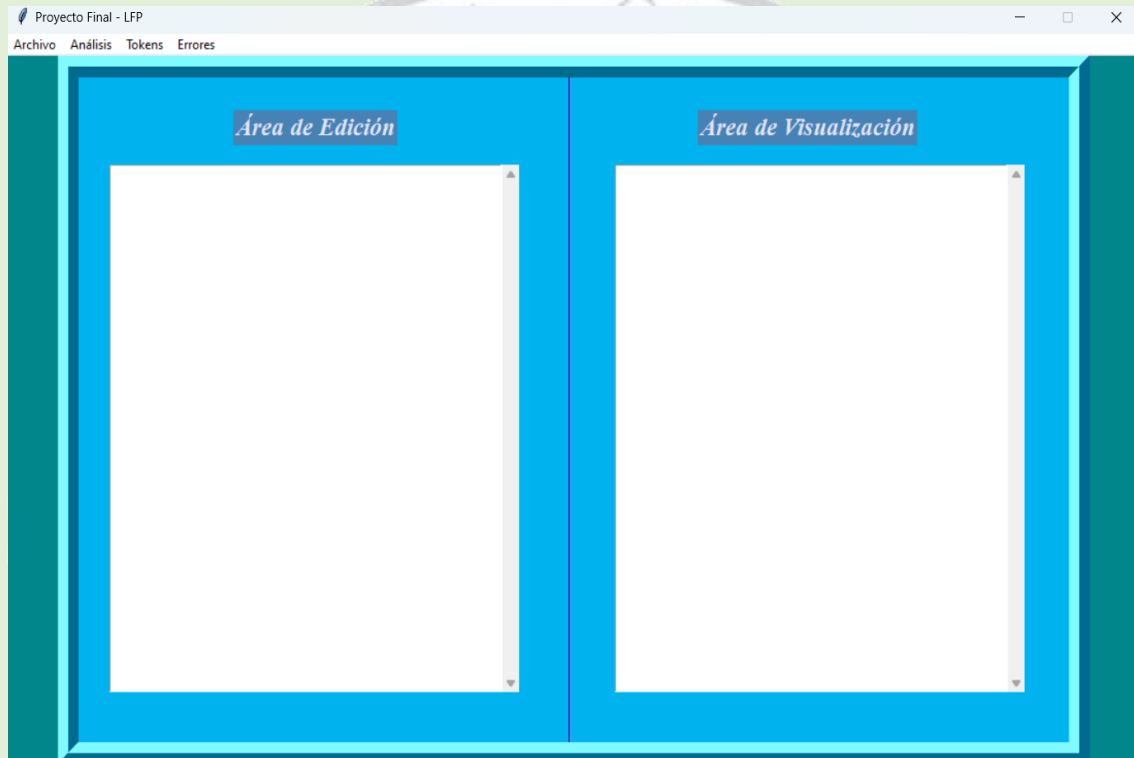 Proyecto Final - LFP
Archivo Análisis Tokens Errores
Área de Edición Área de Visualización